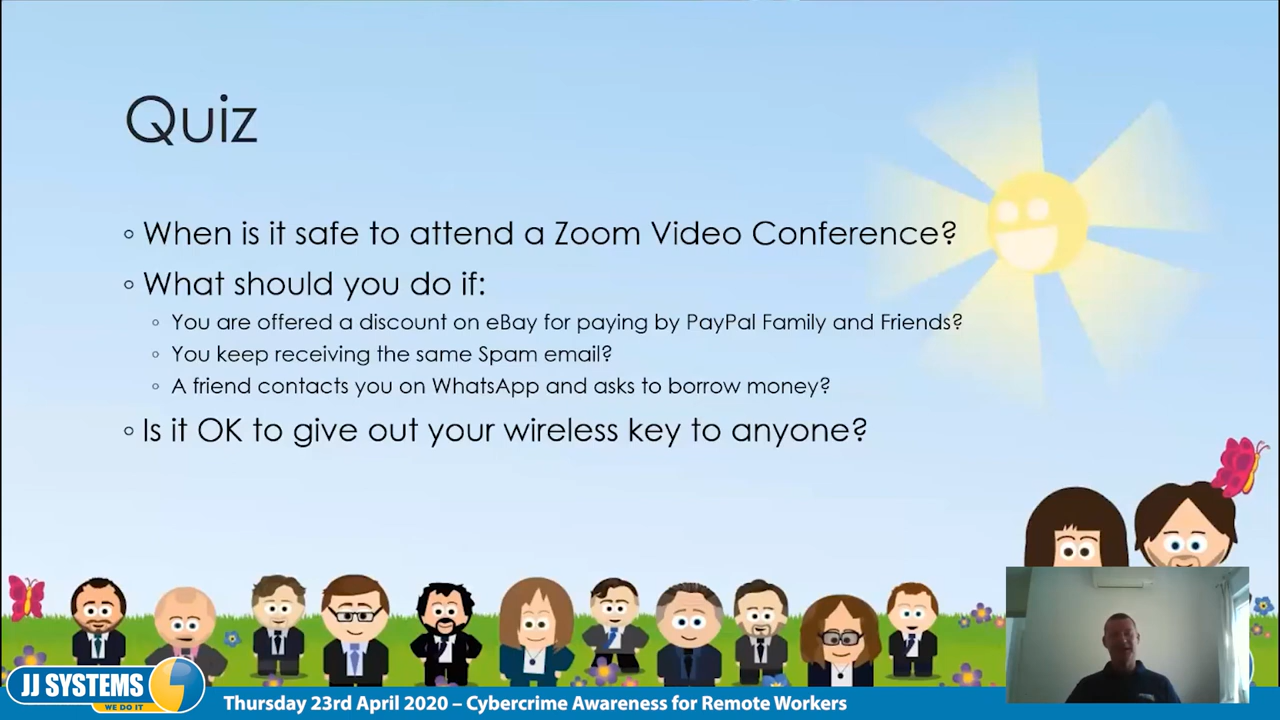 Quiz
When is it safe to attend a Zoom Video Conference?
What should you do if:
You are offered a discount on eBay for paying by PayPal Family and Friends?
You keep receiving the same Spam email?
A friend contacts you on WhatsApp and asks to borrow money?
Is it OK to give out your wireless key to anyone?
JJ SYSTEMS
WE DO IT
Thursday 23rd April 2020 – Cybercrime Awareness for Remote Workers